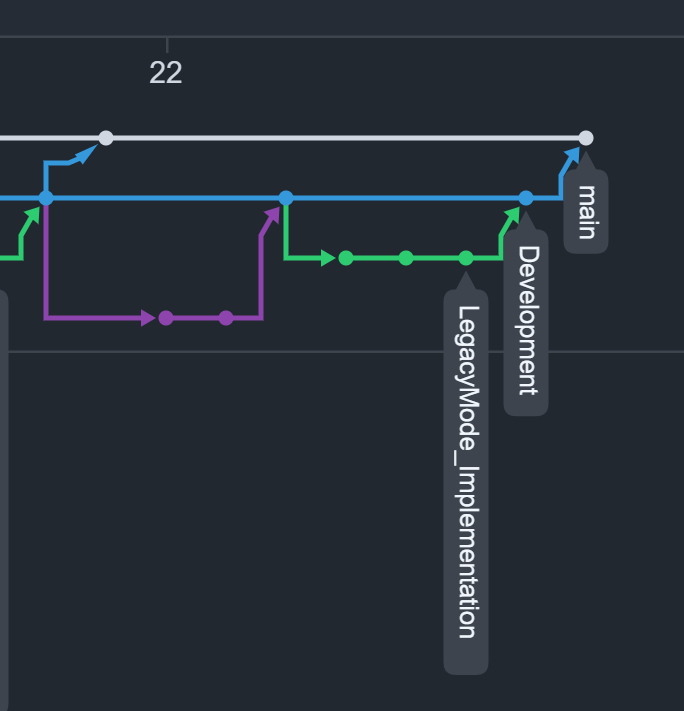 22
main
Development
LegacyMode_Implementation